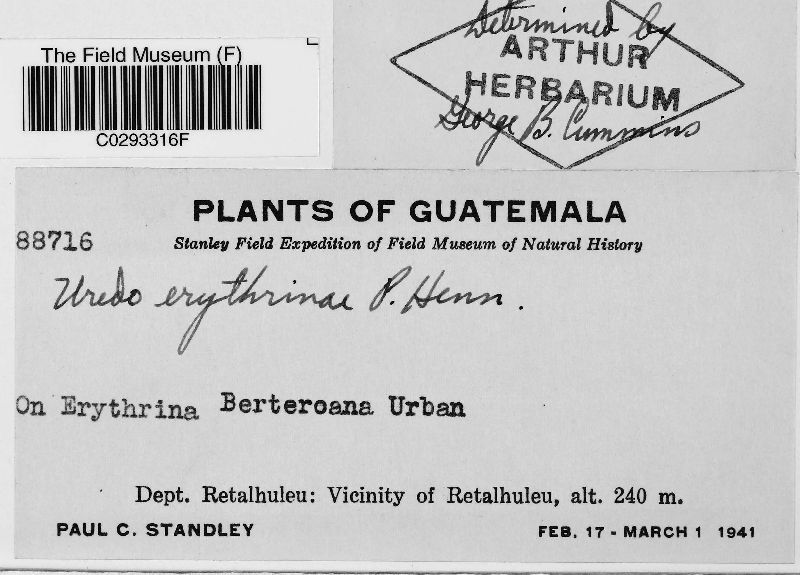 Determined by
ARTHUR
HERBARIUM
George B. Cummins
The Field Museum (F)
C0293316F
PLANTS OF GUATEMALA
88716
Stanley Field Expedition of Field Museum of Natural History
Uredo erythrinae P. Henn.
On Erythrina Berteroana Urban
Dept. Retalhuleu: Vicinity of Retalhuleu, alt. 240 m.
PAUL C. STANDLEY
FEB. 17 - MARCH 1 1941